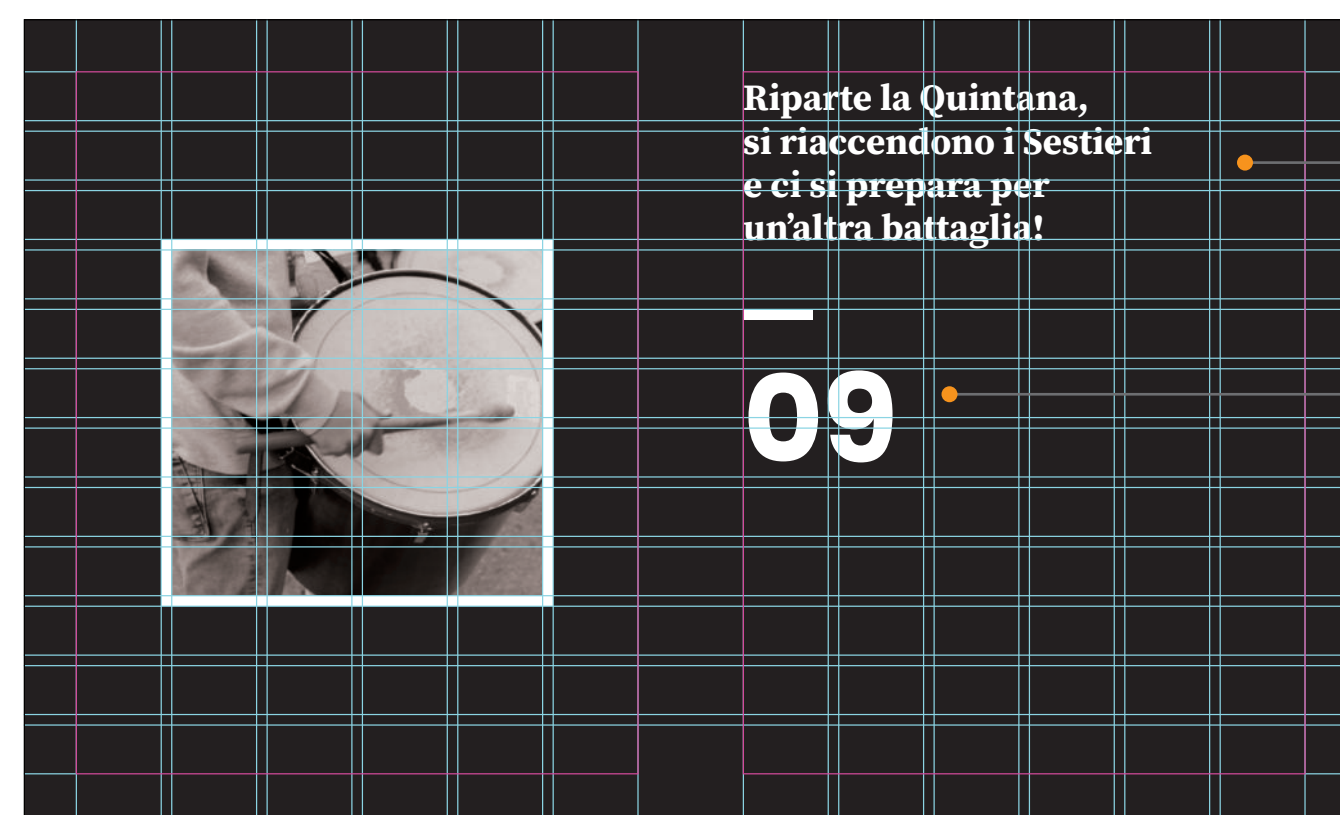 Riparte la Quintana,
si riaccendono i Sestieri
e ci si prepara per
un’altra battaglia!
09